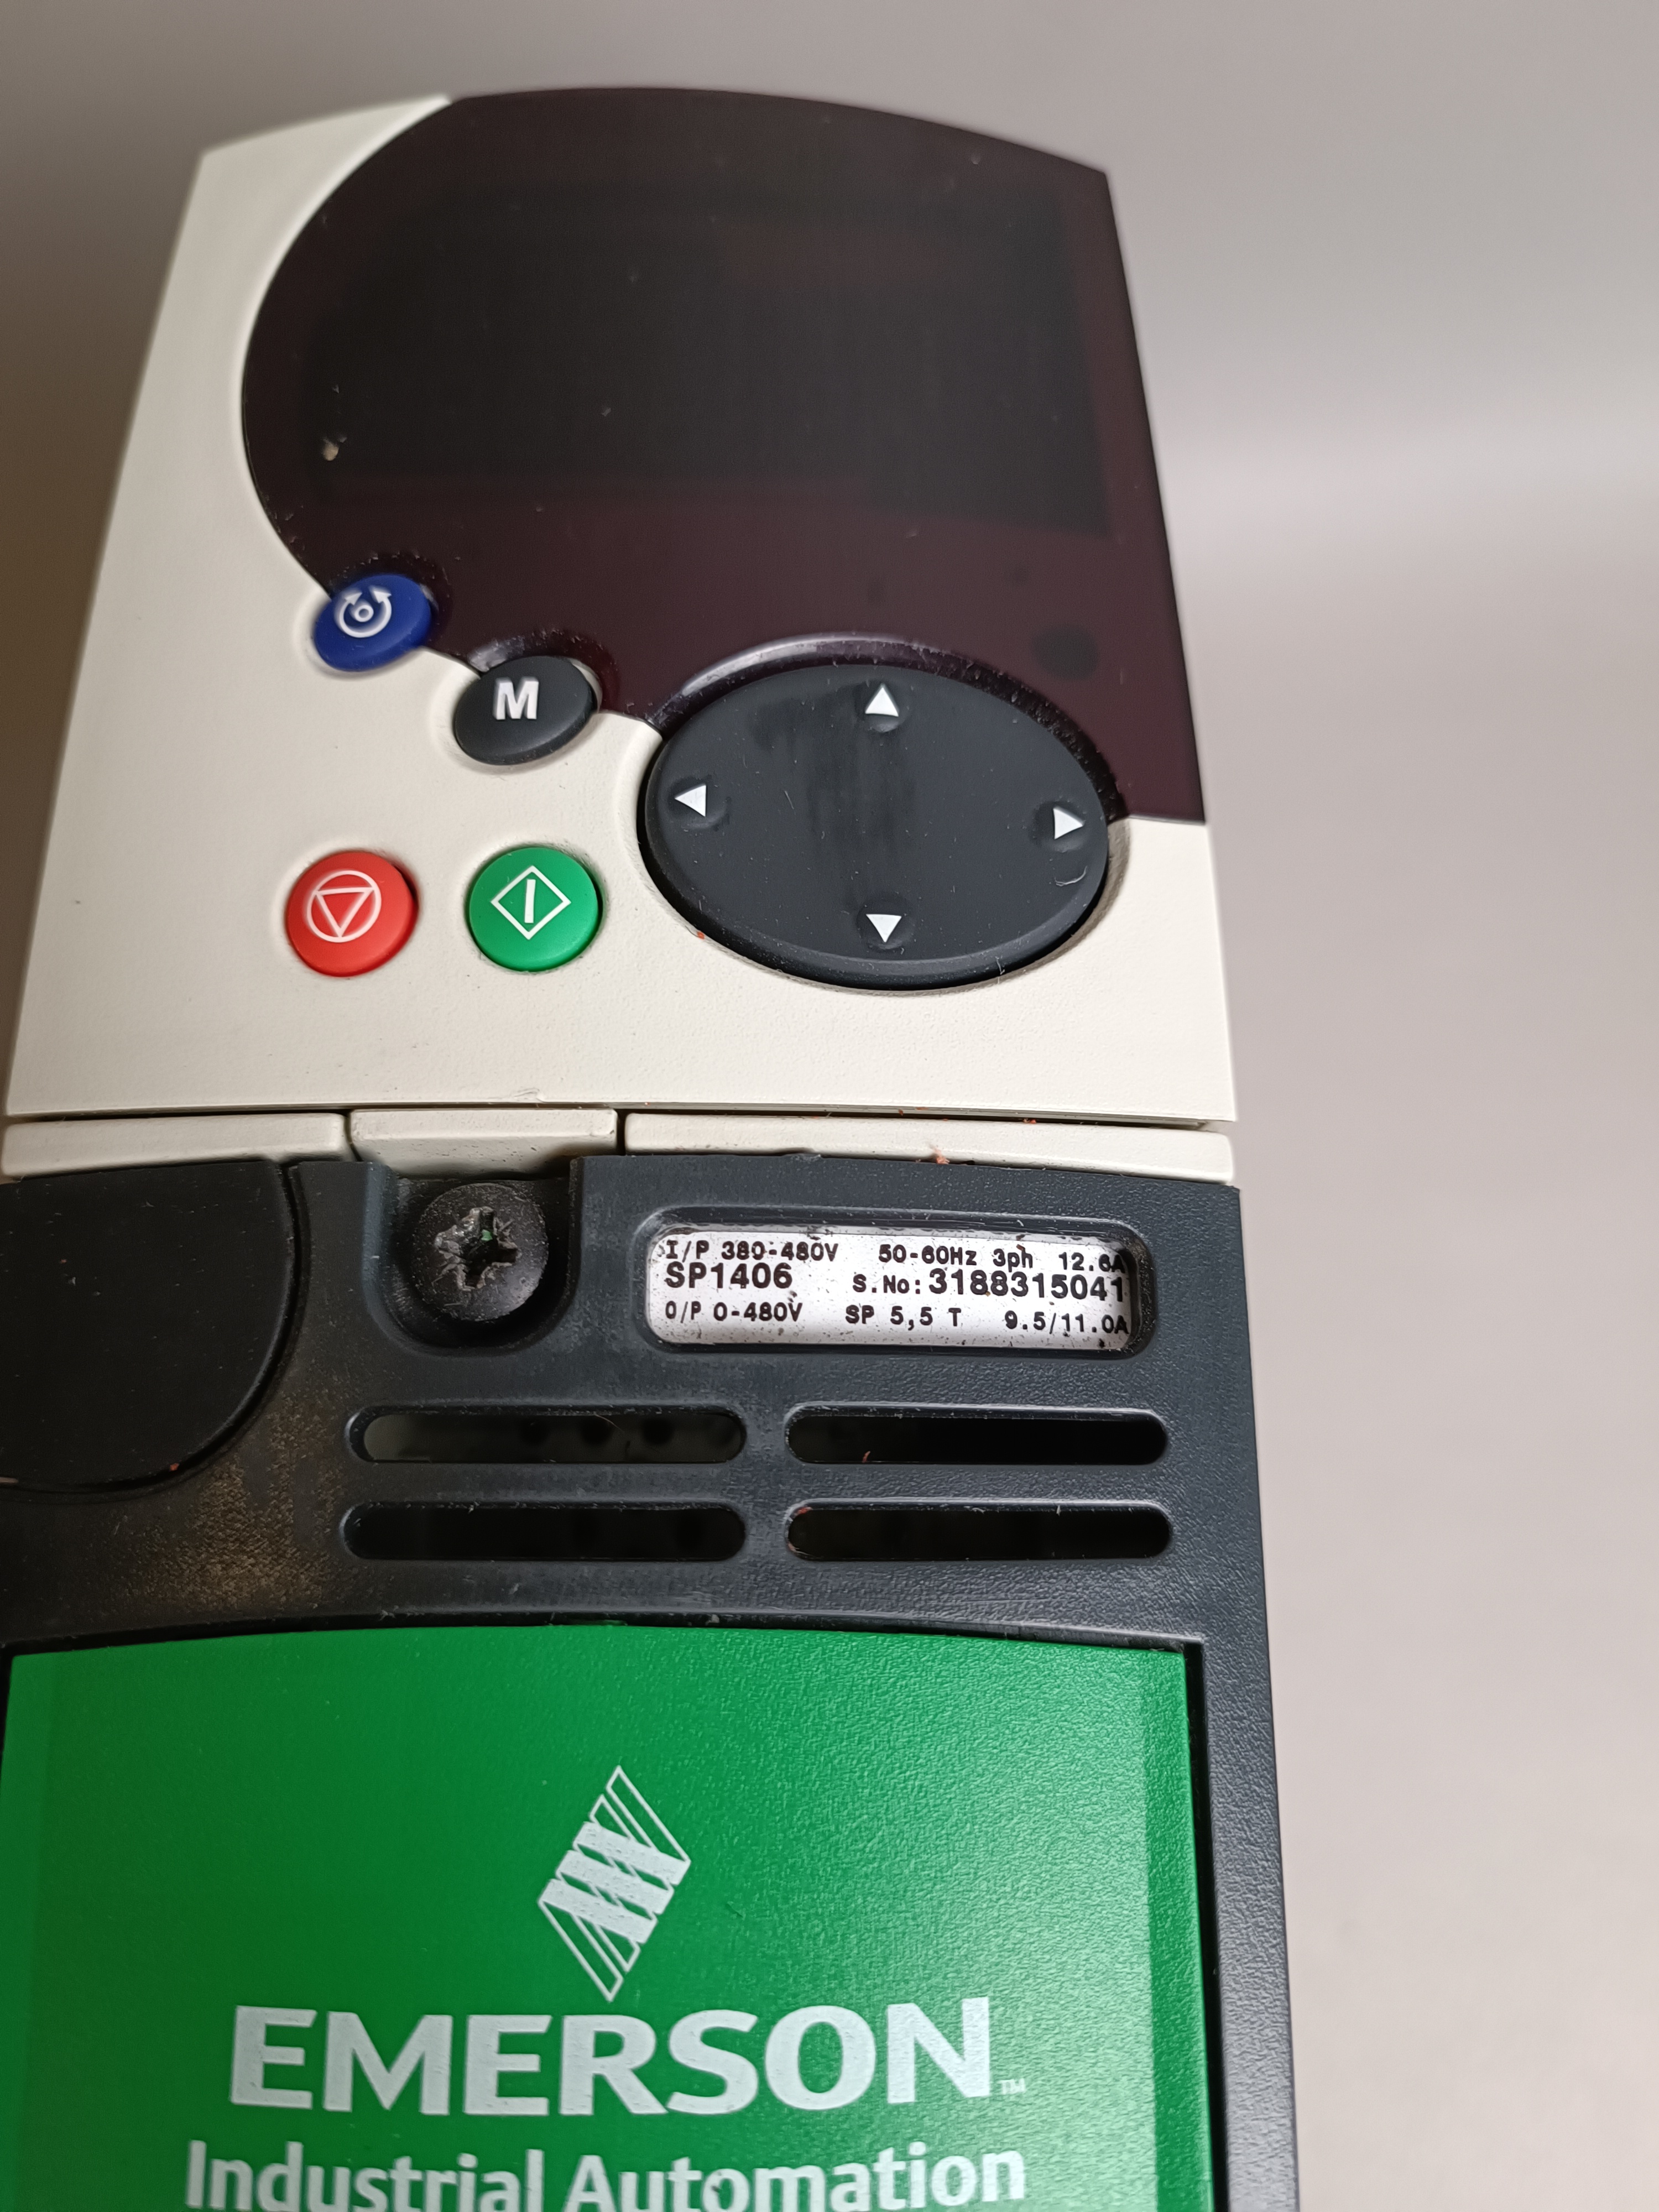 M
I/P 380-480V 50-60Hz 3ph 12.6A
SP1406 S.No:3188315041
O/P 0-480V SP 5,5 T 9.5/11.0A
EMERSON™
Industrial Automation